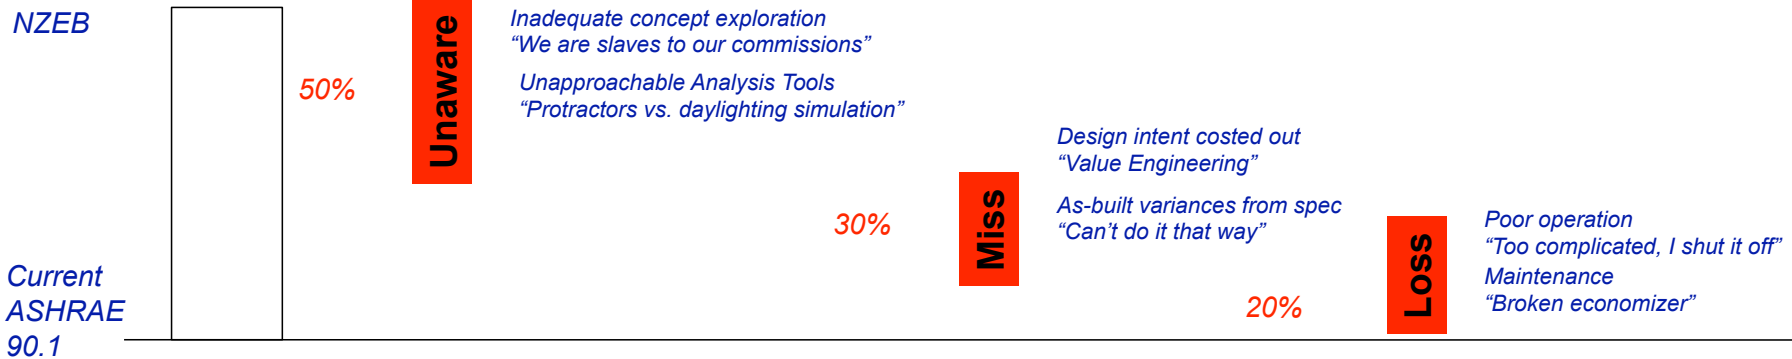 NZEB
Current
ASHRAE
90.1
50%
Unaware
Inadequate concept exploration
“We are slaves to our commissions”
Unapproachable Analysis Tools
“Protractors vs. daylighting simulation”
30%
Miss
Design intent costed out
“Value Engineering”
As-built variances from spec
“Can’t do it that way”
20%
Loss
Poor operation
“Too complicated, I shut it off”
Maintenance
“Broken economizer”